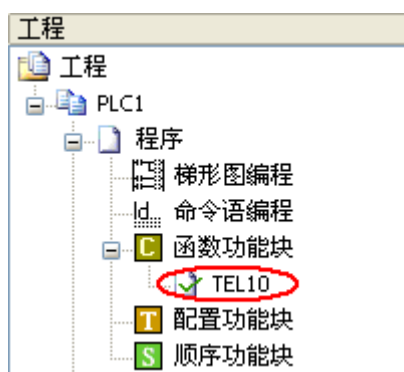 工程
工程
PLC1
程序
梯形图编程
ld... 命令语编程
C 函数功能块
TEL10
T 配置功能块
S 顺序功能块